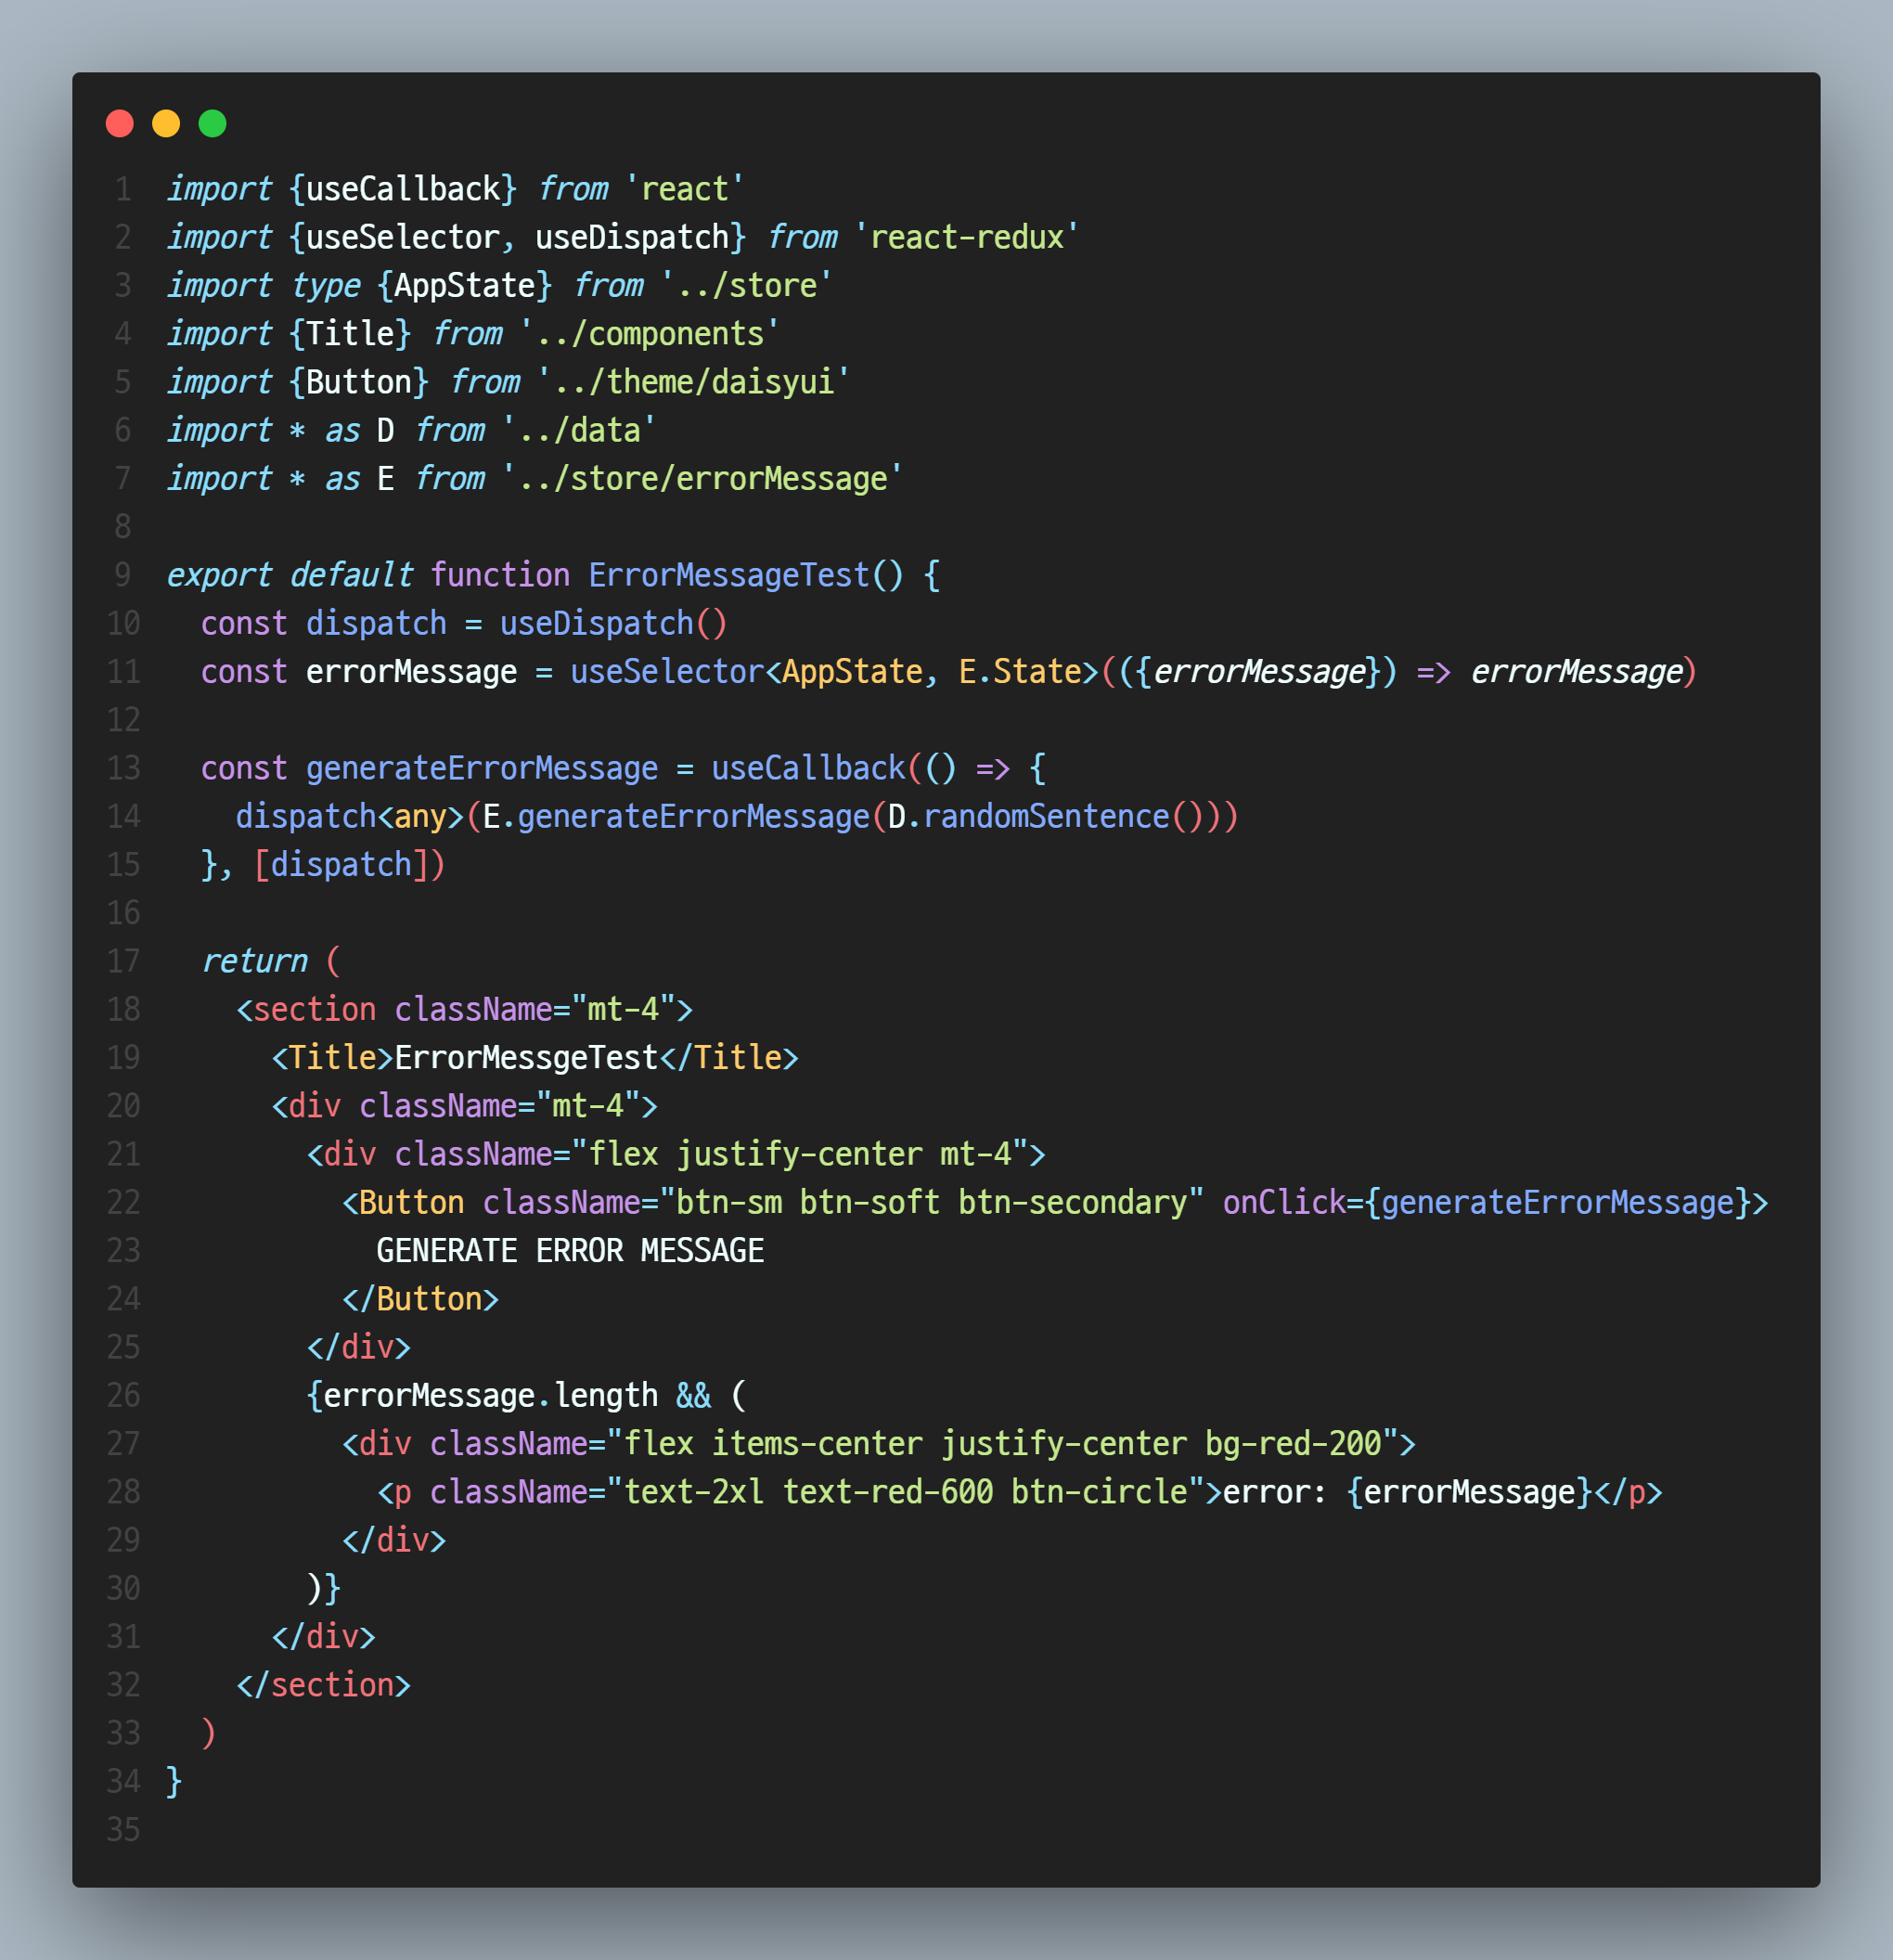 1 import {useCallback} from 'react'
2 import {useSelector, useDispatch} from 'react-redux'
3 import type {AppState} from '../store'
4 import {Title} from '../components'
5 import {Button} from '../theme/daisyui'
6 import * as D from '../data'
7 import * as E from '../store/errorMessage'
8
9 export default function ErrorMessageTest() {
10   const dispatch = useDispatch()
11   const errorMessage = useSelector<AppState, E.State>(({errorMessage}) => errorMessage)
12
13   const generateErrorMessage = useCallback(() => {
14     dispatch<any>(E.generateErrorMessage(D.randomSentence()))
15   }, [dispatch])
16
17   return (
18     <section className="mt-4">
19       <Title>ErrorMessgeTest</Title>
20       <div className="mt-4">
21         <div className="flex justify-center mt-4">
22           <Button className="btn-sm btn-soft btn-secondary" onClick={generateErrorMessage}>
23             GENERATE ERROR MESSAGE
24           </Button>
25         </div>
26         {errorMessage.length && (
27           <div className="flex items-center justify-center bg-red-200">
28             <p className="text-2xl text-red-600 btn-circle">error: {errorMessage}</p>
29           </div>
30         )}
31       </div>
32     </section>
33   )
34 }
35